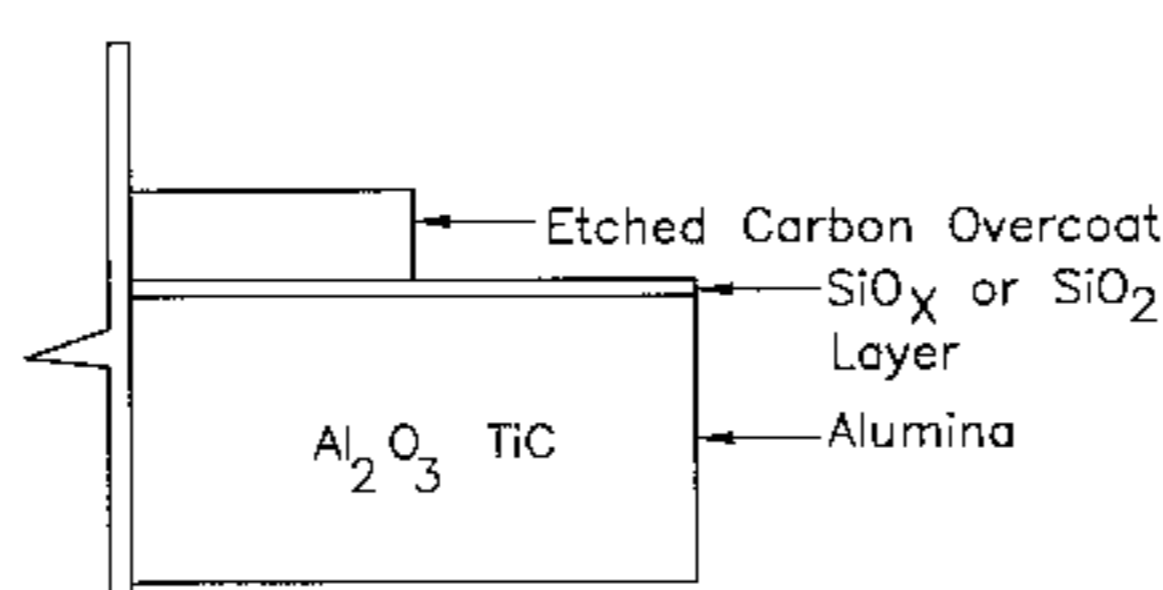 Etched Carbon Overcoat
SiOX or SiO2
Layer
Al2O3 TiC
Alumina